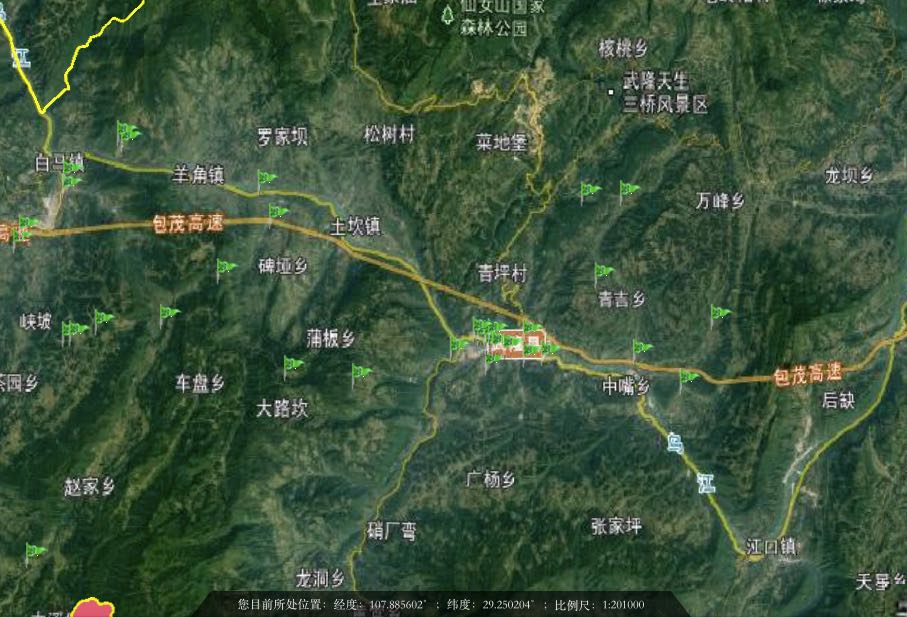 仙女山国家
森林公园
核桃乡
江
武隆天生
三桥风景区
罗家坝
松树村
菜地堡
白马镇
羊角镇
龙坝乡
万峰乡
包茂高速
土坎镇
碑垭乡
青坪村
青吉乡
峡坡
蒲板乡
车盘乡
中嘴乡
包茂高速
后缺
大路坎
乌
江
赵家乡
广杨乡
硝厂弯
张家坪
江口镇
龙洞乡
天星乡
您目前所处位置：经度：107.885602°；纬度：29.250204°；比例尺：1:201000